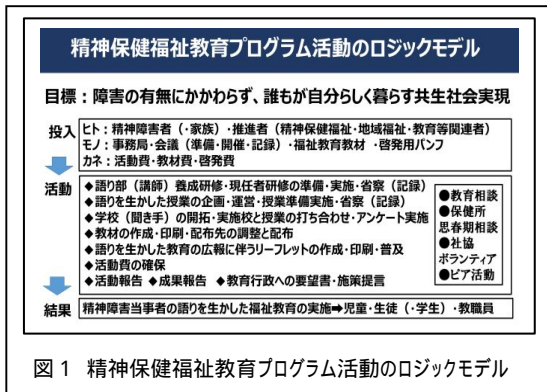 精神保健福祉教育プログラム活動のロジックモデル
目標：障害の有無にかかわらず、誰もが自分らしく暮らす共生社会実現
投入
ヒト：精神障害者（・家族）・推進者（精神保健福祉・地域福祉・教育等関連者）
モノ：事務局・会議（準備・開催・記録）・福祉教育教材 ・啓発用パンフ
カネ：活動費・教材費・啓発費
活動
◆語り部（講師）養成研修・現任者研修の準備・実施・省察（記録）
◆語りを生かした授業の企画・運営・授業準備実施・省察（記録）
◆学校（聞き手）の開拓・実施校と授業の打ち合わせ・アンケート実施
◆教材の作成・印刷・配布先の調整と配布
◆語りを生かした教育の広報に伴うリーフレットの作成・印刷・普及
◆活動費の確保
◆活動報告 ◆成果報告 ◆教育行政への要望書・施策提言
●教育相談
●保健所
思春期相談
●社協
ボランティア
●ピア活動
結果
精神障害当事者の語りを生かした福祉教育の実施➡児童・生徒（・学生）・教職員
図 1 精神保健福祉教育プログラム活動のロジックモデル